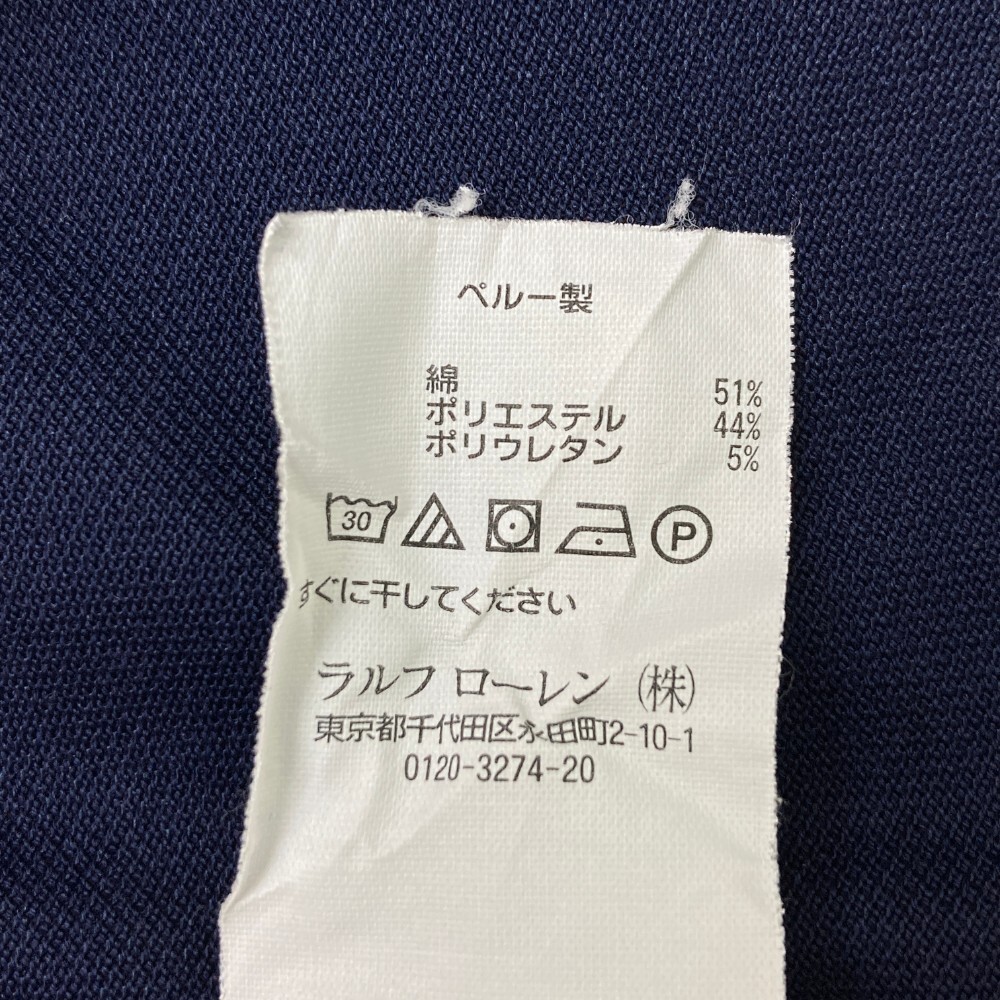 ペルー製
綿 51%
ポリエステル 44%
ポリウレタン 5%
30 P
すぐに干してください
ラルフ ローレン (株)
東京都千代田区永田町2-10-1
0120-3274-20